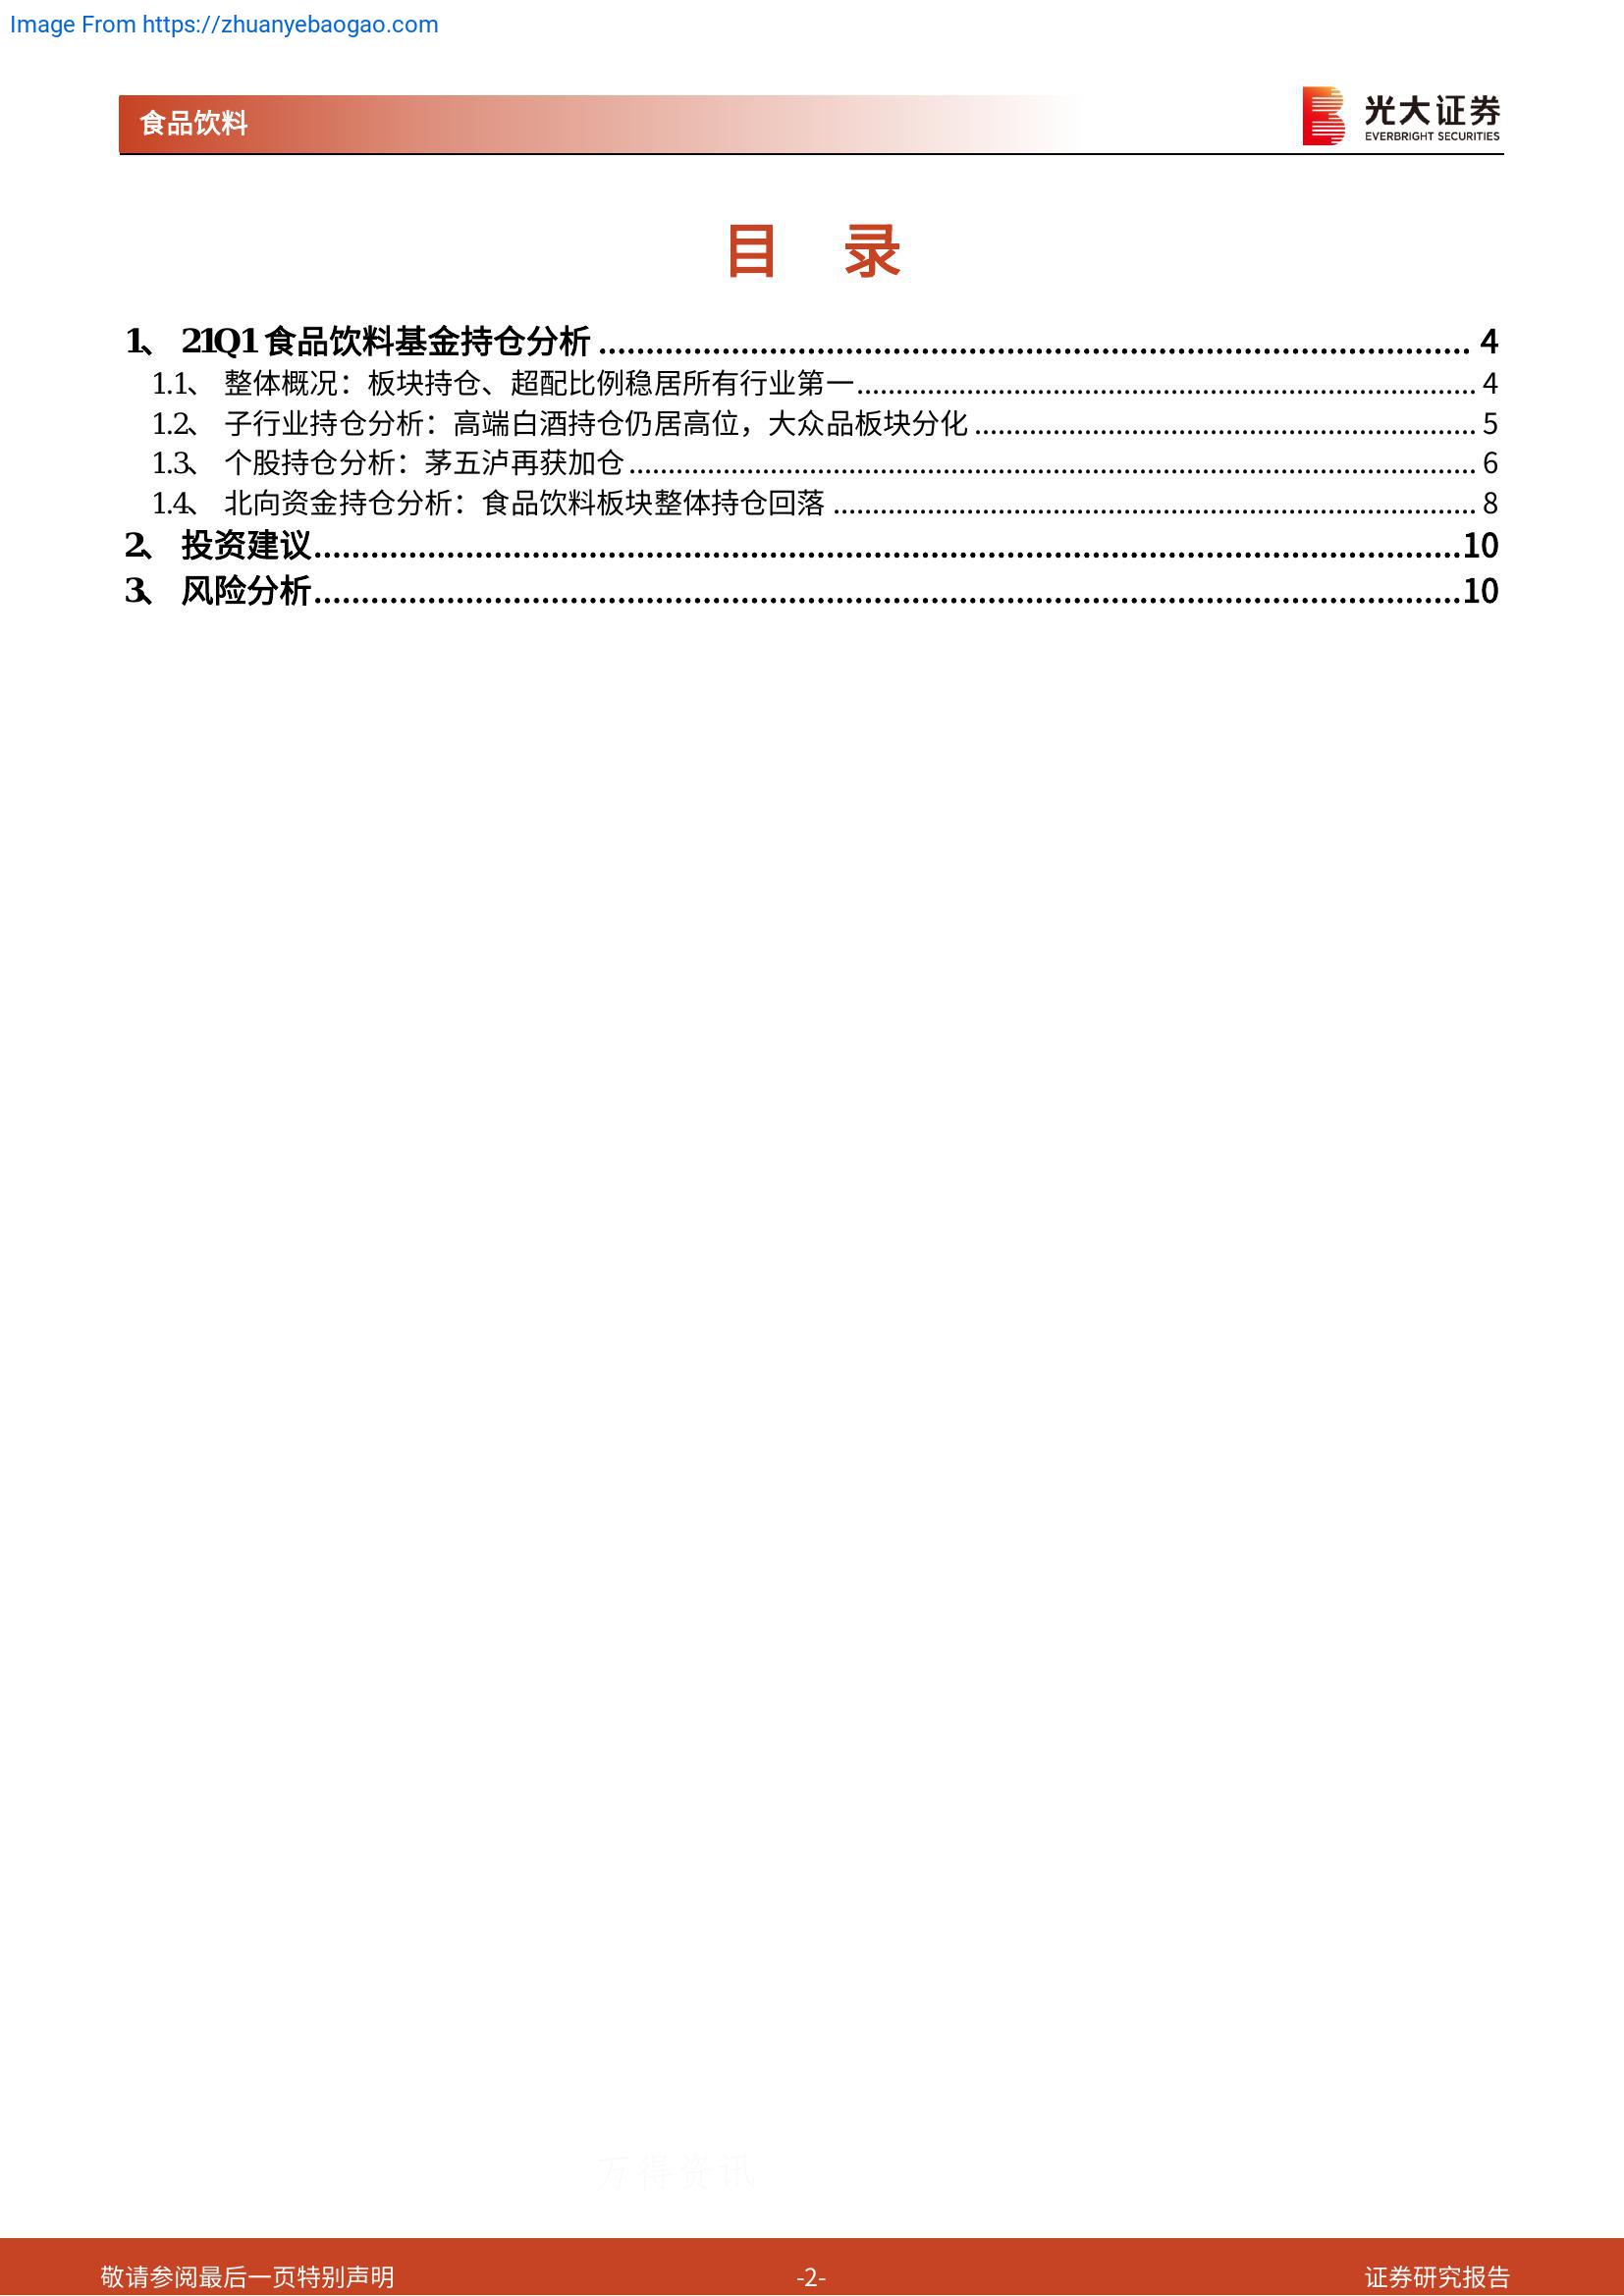 Image From https://zhuanyebaogao.com
食品饮料
光大证券
EVERBRIGHT SECURITIES
目 录
1、 21Q1 食品饮料基金持仓分析 4
1.1、 整体概况：板块持仓、超配比例稳居所有行业第一 4
1.2、 子行业持仓分析：高端白酒持仓仍居高位，大众品板块分化 5
1.3、 个股持仓分析：茅五泸再获加仓 6
1.4、 北向资金持仓分析：食品饮料板块整体持仓回落 8
2、 投资建议 10
3、 风险分析 10
万得资讯
敬请参阅最后一页特别声明
-2-
证券研究报告